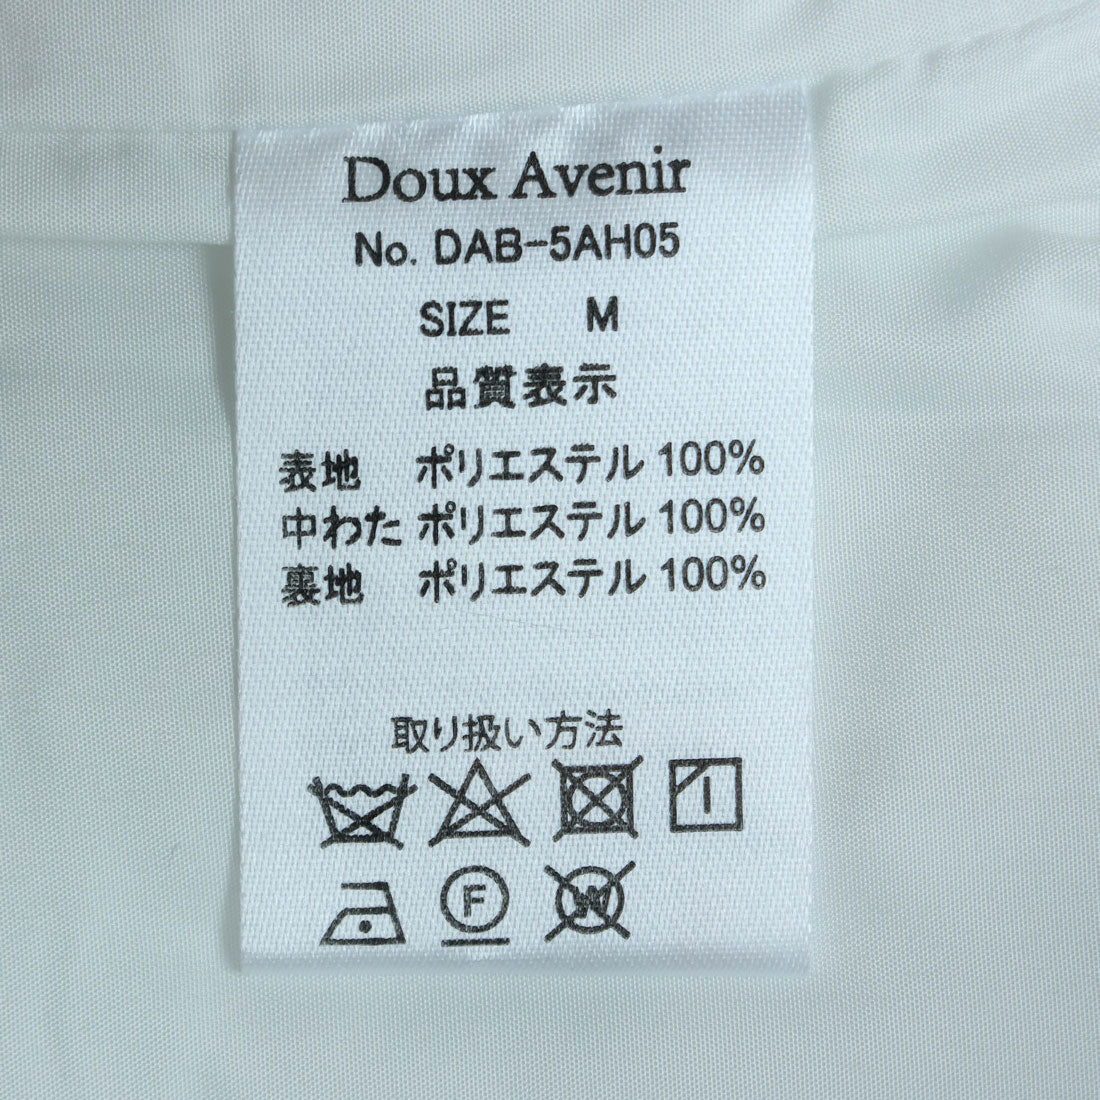 Doux Avenir
No. DAB-5AH05
SIZE M
品質表示
表地 ポリエステル 100%
中わた ポリエステル 100%
裏地 ポリエステル 100%
取り扱い方法
F
W